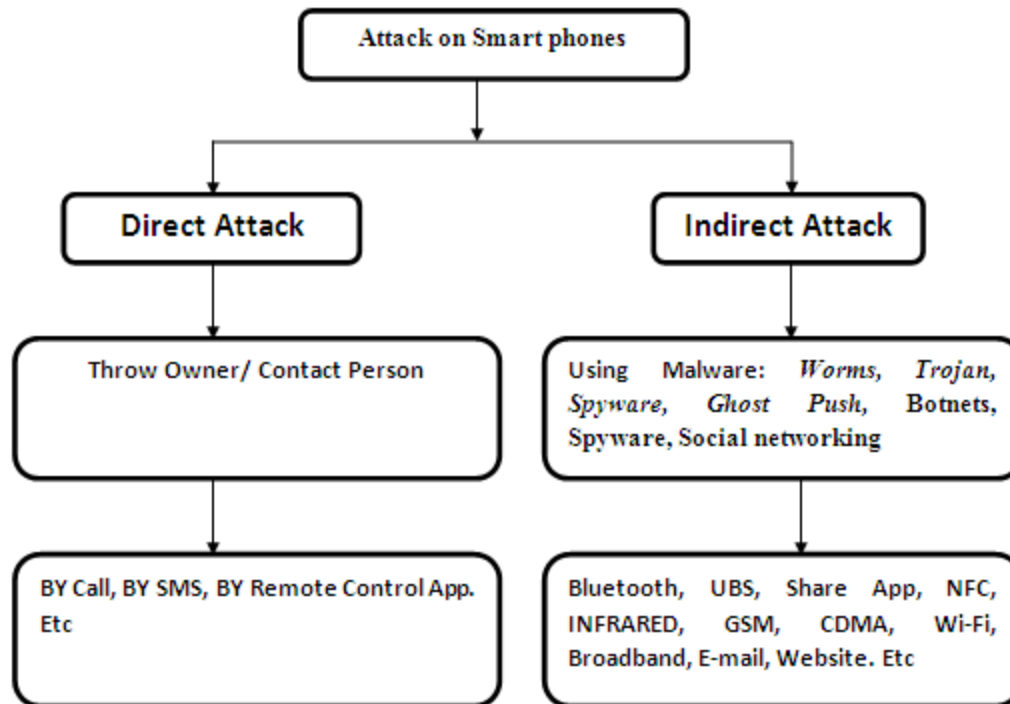 Attack on Smart phones
Direct Attack
Indirect Attack
Throw Owner/ Contact Person
Using Malware: Worms, Trojan,
Spyware, Ghost Push, Botnets,
Spyware, Social networking
BY Call, BY SMS, BY Remote Control App.
Etc
Bluetooth, UBS, Share App, NFC,
INFRARED, GSM, CDMA, Wi-Fi,
Broadband, E-mail, Website. Etc